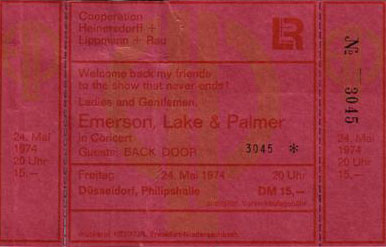 24. Mai
1974
20 Uhr
15,—
Cooperation
Heinersdorff +
Lippmann + Rau
LR
Welcome back my friends
to the show that never ends!
Ladies and Gentlemen,
Emerson, Lake & Palmer
in Concert
Guests: BACK DOOR
3045 *
Freitag 24. Mai 1974 20 Uhr
Düsseldorf, Philipshalle DM 15,—
No 3045
24. Mai
1974
20 Uhr
15,—